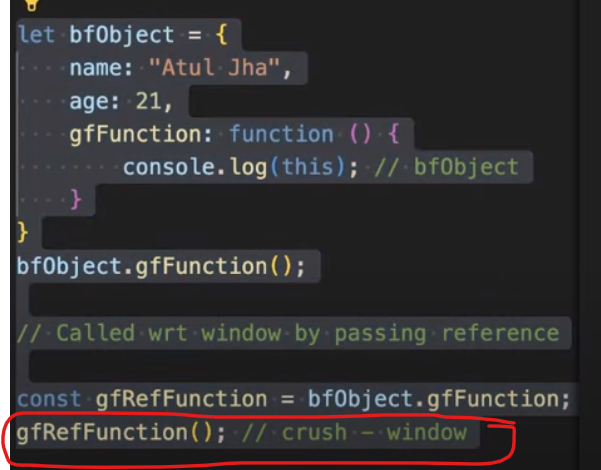 let bfObject = {
name: "Atul Jha",
age: 21,
gfFunction: function () {
console.log(this); // bfObject
}
}
bfObject.gfFunction();
// Called wrt window by passing reference
const gfRefFunction = bfObject.gfFunction;
gfRefFunction(); // crush - window